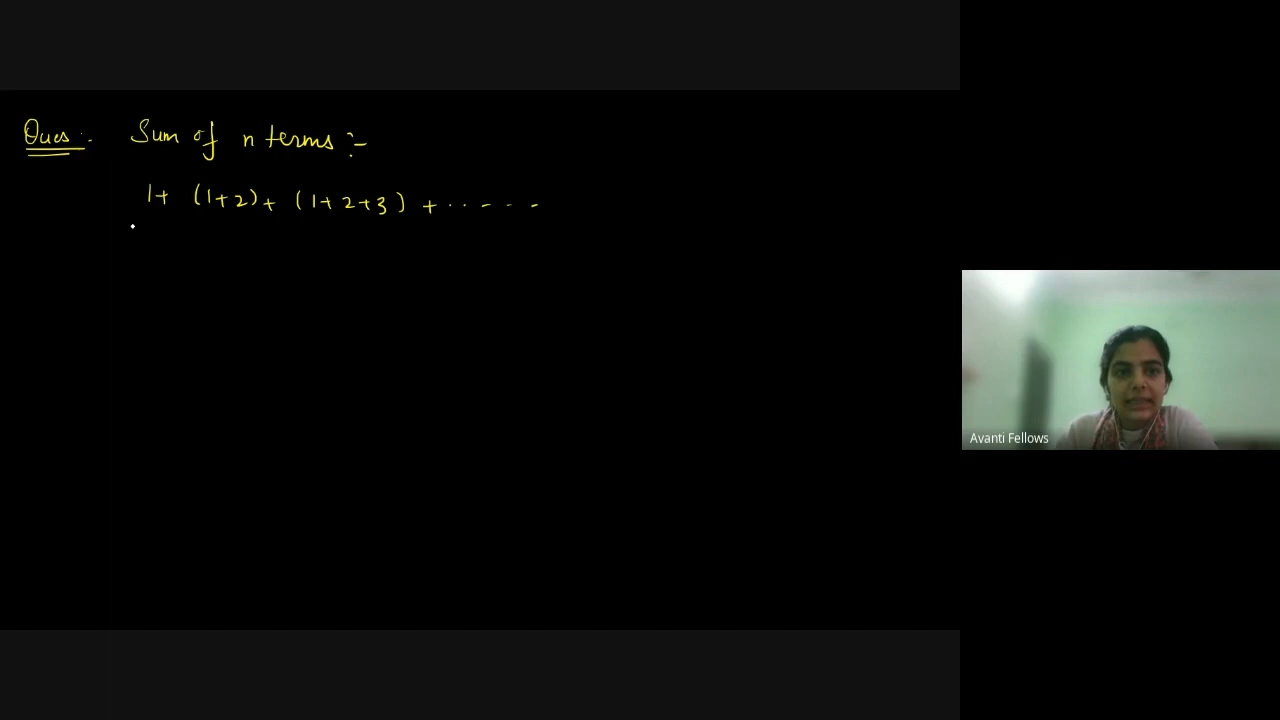 Ques :. Sum of n terms :-
1+ (1+2) + (1+2+3) + .. - - -
Avanti Fellows